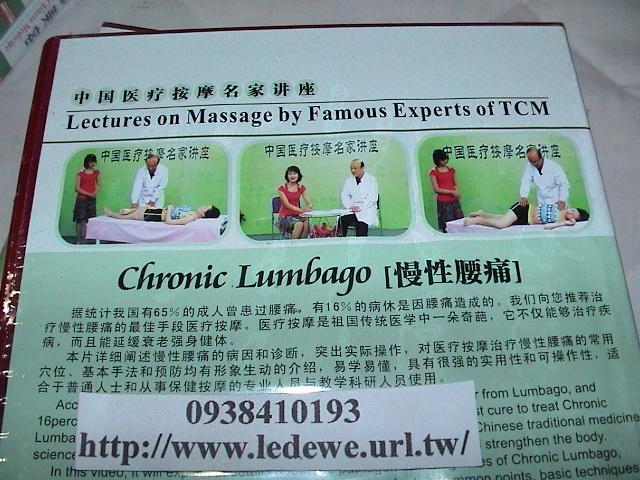 中国医疗按摩名家讲座
Lectures on Massage by Famous Experts of TCM
中国医疗按摩名家讲座
中国医疗按摩名家讲座
中国医疗按摩名家讲座
Chronic Lumbago [慢性腰痛]
据统计我国有65%的成人曾患过腰痛，有16%的病休是因腰痛造成的。我们向您推荐治
疗慢性腰痛的最佳手段医疗按摩。医疗按摩是祖国传统医学中一朵奇葩，它不仅能够治疗疾
病，而且能延缓衰老强身健体。
本片详细阐述慢性腰痛的病因和诊断，突出实际操作，对医疗按摩治疗慢性腰痛的常用
穴位、基本手法和预防均有形象生动的介绍，易学易懂，具有很强的实用性和可操作性，适
合于普通人士和从事保健按摩的专业人员与教学科研人员使用。
from Lumbago, and
16perc st cure to treat Chronic
Lumba Chinese traditional medicine
science strengthen the body.
In this video, it will es of Chronic Lumbago,
mmon points, basic techniques
0938410193
http://www.ledewe.url.tw/